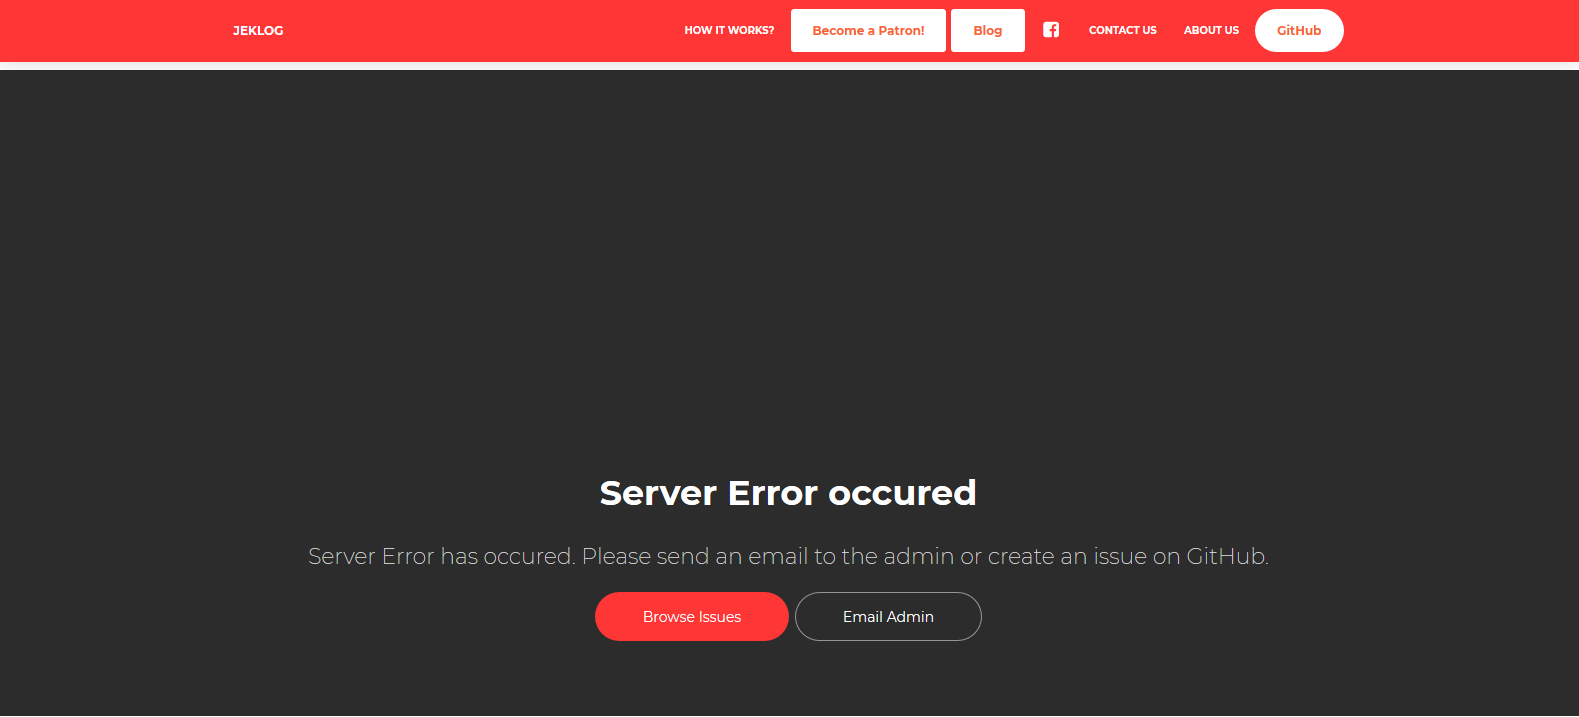 JEKLOG
HOW IT WORKS?
Become a Patron!
Blog
CONTACT US
ABOUT US
GitHub
Server Error occured
Server Error has occured. Please send an email to the admin or create an issue on GitHub.
Browse Issues
Email Admin